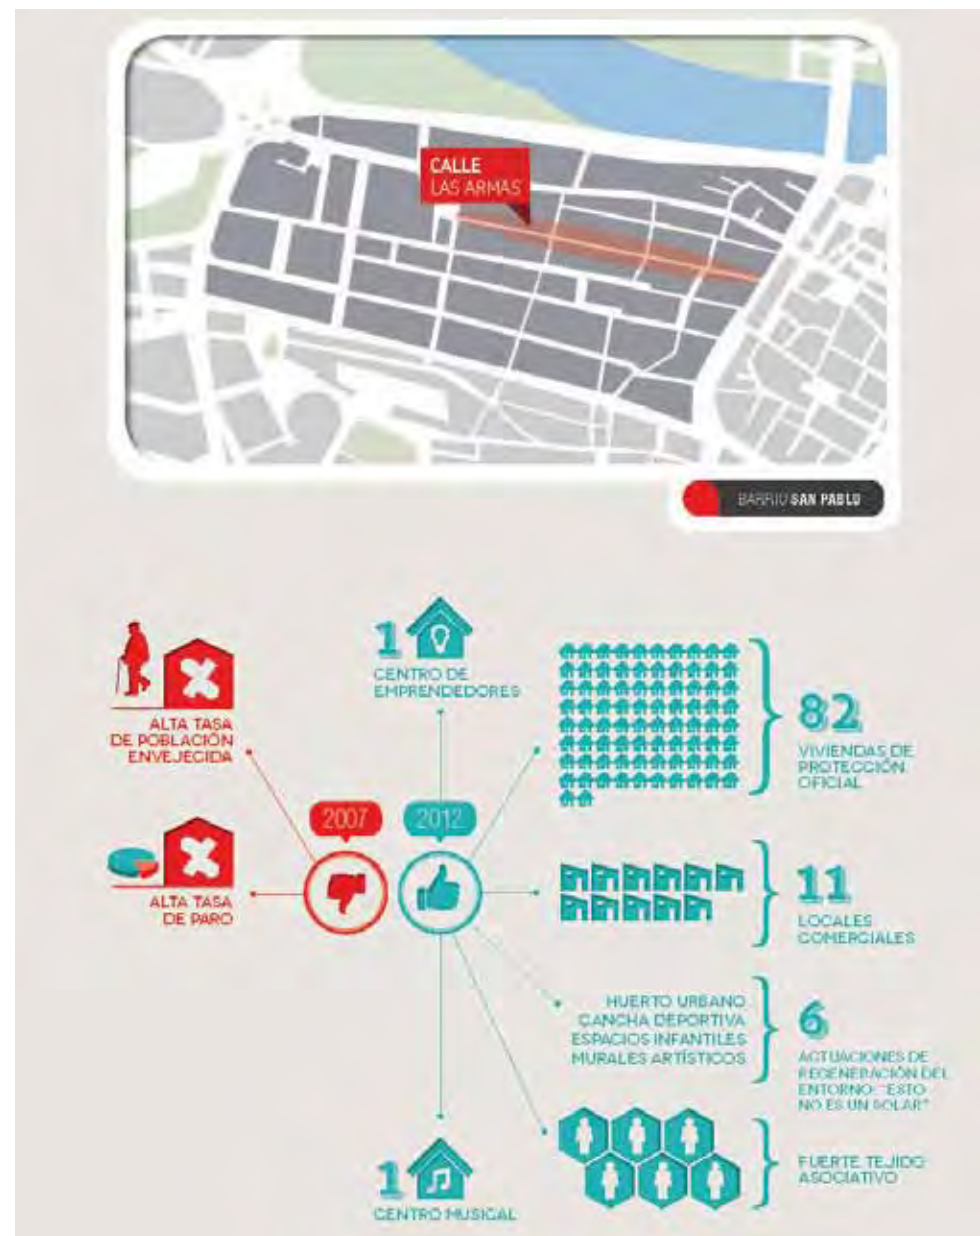 CALLE
LAS ARMAS
BARRIO SAN PABLO
1
CENTRO DE
EMPRENDEDORES
ALTA TASA
DE POBLACIÓN
ENVEJECIDA
82
VIVIENDAS DE
PROTECCIÓN
OFICIAL
2007
2012
ALTA TASA
DE PARO
11
LOCALES
COMERCIALES
HUERTO URBANO
CANCHA DEPORTIVA
ESPACIOS INFANTILES
MURALES ARTÍSTICOS
6
ACTUACIONES DE
REGENERACIÓN DEL
ENTORNO: "ESTO
NO ES UN SOLAR"
FUERTE TEJIDO
ASOCIATIVO
1
CENTRO MUSICAL